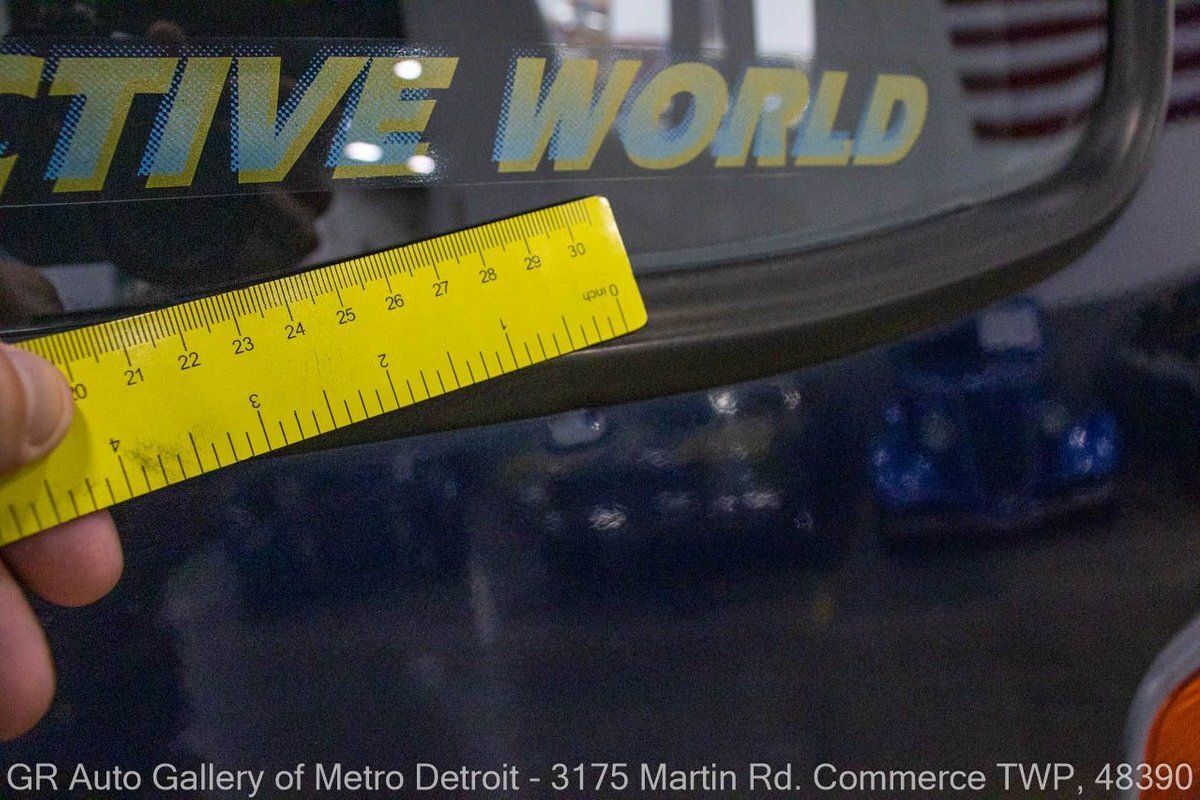 CTIVE WORLD
20 21 22 23 24 25 26 27 28 29 30
4 3 2 1 0 inch
GR Auto Gallery of Metro Detroit - 3175 Martin Rd. Commerce TWP, 48390